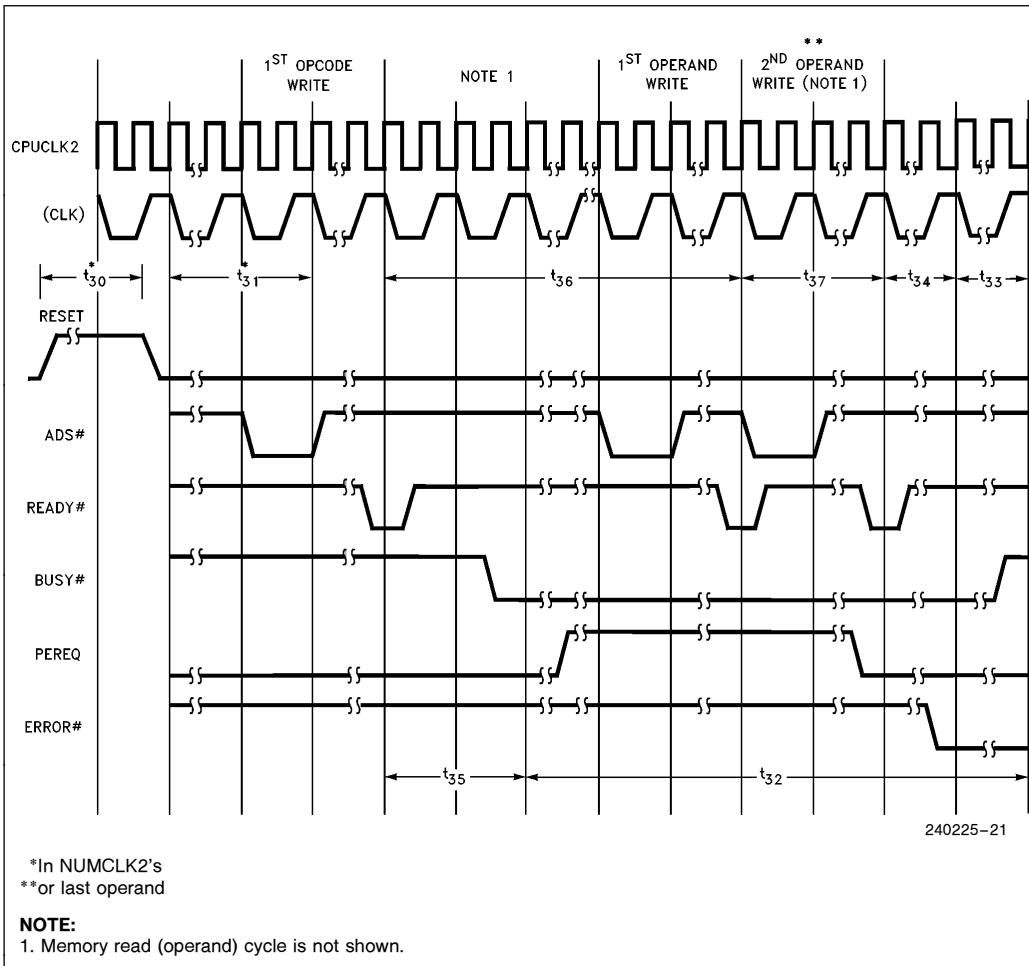 **
1ST OPCODE
WRITE
NOTE 1
1ST OPERAND
WRITE
2ND OPERAND
WRITE (NOTE 1)
CPUCLK2
(CLK)
t30*
t31*
t36
t37
t34
t33
RESET
ADS#
READY#
BUSY#
PEREQ
ERROR#
t35
t32
240225-21
*In NUMCLK2's
**or last operand
NOTE:
1. Memory read (operand) cycle is not shown.